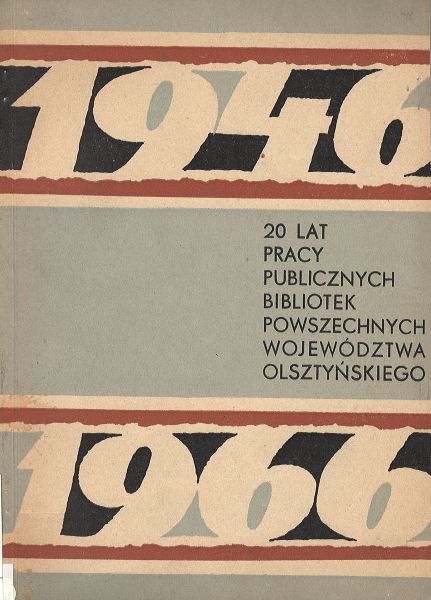 1946
20 LAT
PRACY
PUBLICZNYCH
BIBLIOTEK
POWSZECHNYCH
WOJEWÓDZTWA
OLSZTYŃSKIEGO
1966